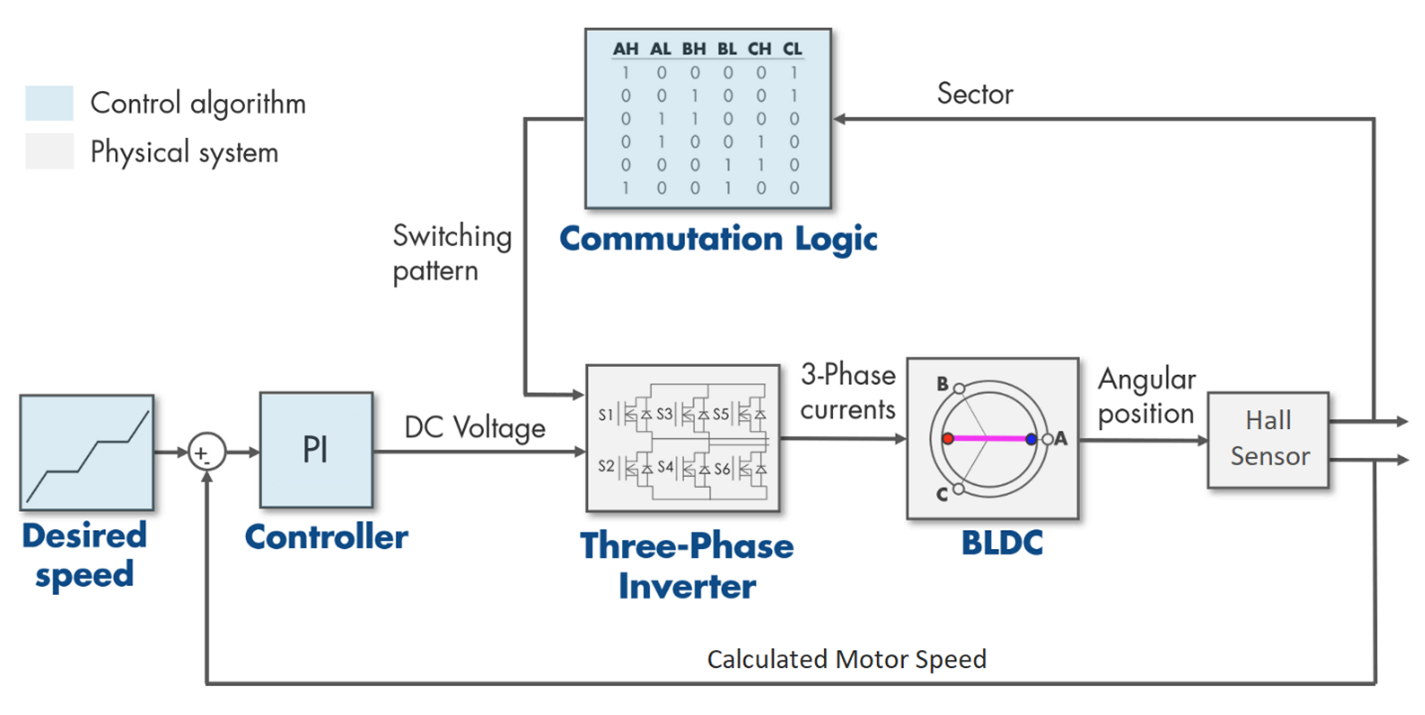 Control algorithm
Physical system
AH AL BH BL CH CL
1 0 0 0 0 1
0 0 1 0 0 1
0 1 1 0 0 0
0 1 0 0 1 0
0 0 0 1 1 0
1 0 0 1 0 0
Commutation Logic
Sector
Switching
pattern
Desired
speed
+
-
PI
Controller
DC Voltage
S1 S3 S5
S2 S4 S6
Three-Phase
Inverter
3-Phase
currents
B
A
C
BLDC
Angular
position
Hall
Sensor
Calculated Motor Speed